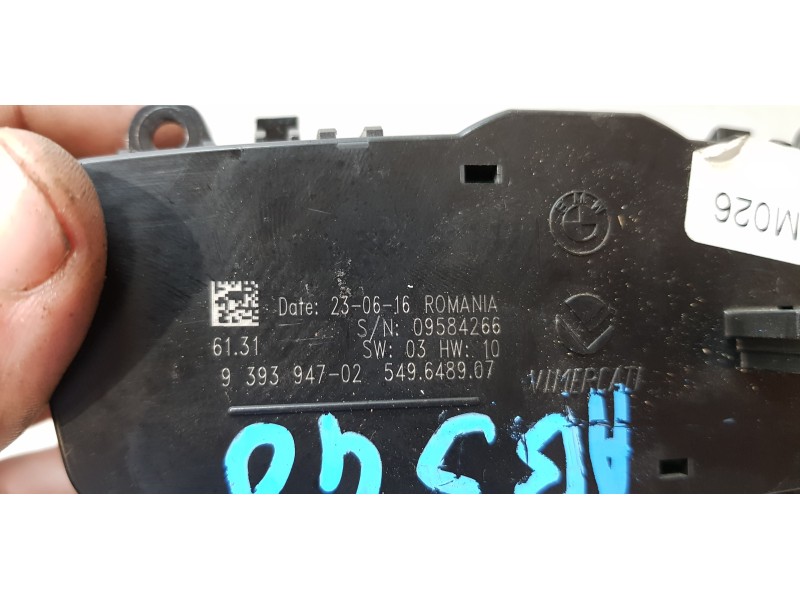 M026
BMW
Date: 23-06-16 ROMANIA
S/N: 09584266
61.31 SW: 03 HW: 10
9 393 947-02 549.6489.07
VIMERCATI